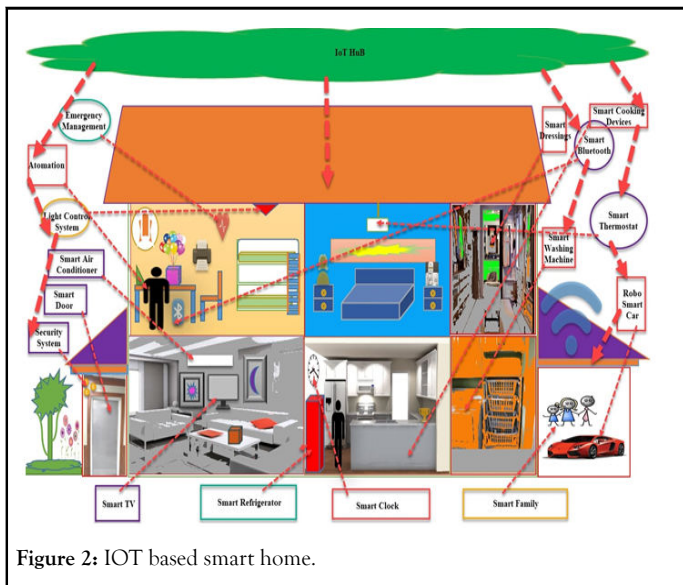 IoT HuB
Emergency
Management
Smart
Dressings
Smart Cooking
Devices
Smart
Bluetooth
Atomation
Light Control
System
Smart
Thermostat
Smart Air
Conditioner
Smart
Washing
Machine
Smart
Door
Robo
Smart
Car
Security
System
Smart TV
Smart Refrigerator
Smart Clock
Smart Family
Figure 2: IOT based smart home.